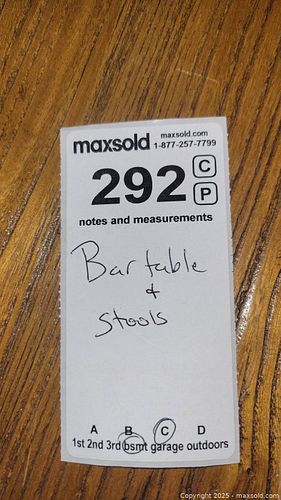 maxsold maxsold.com
1-877-257-7799
292 C
P
notes and measurements
Bar table
+
stools
A B C D
1st 2nd 3rd bsmt garage outdoors
Copyright 2025 - maxsold.com